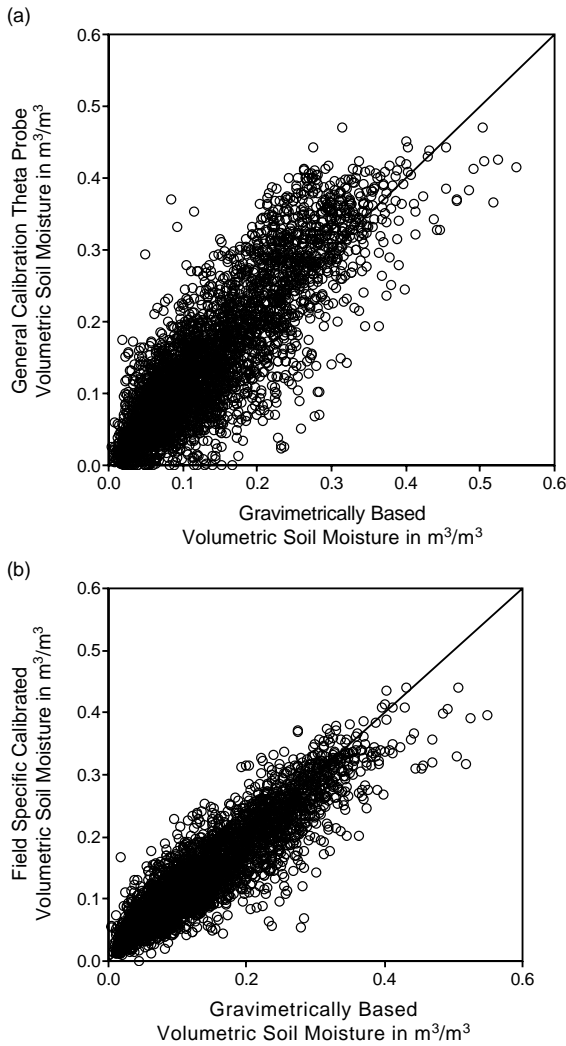 (a)
0.6
0.5
0.4
0.3
0.2
0.1
0.0
0.0 0.1 0.2 0.3 0.4 0.5 0.6
General Calibration Theta Probe
Volumetric Soil Moisture in m³/m³
Gravimetrically Based
Volumetric Soil Moisture in m³/m³
(b)
0.6
0.5
0.4
0.3
0.2
0.1
0.0
0.0 0.2 0.4 0.6
Field Specific Calibrated
Volumetric Soil Moisture in m³/m³
Gravimetrically Based
Volumetric Soil Moisture in m³/m³